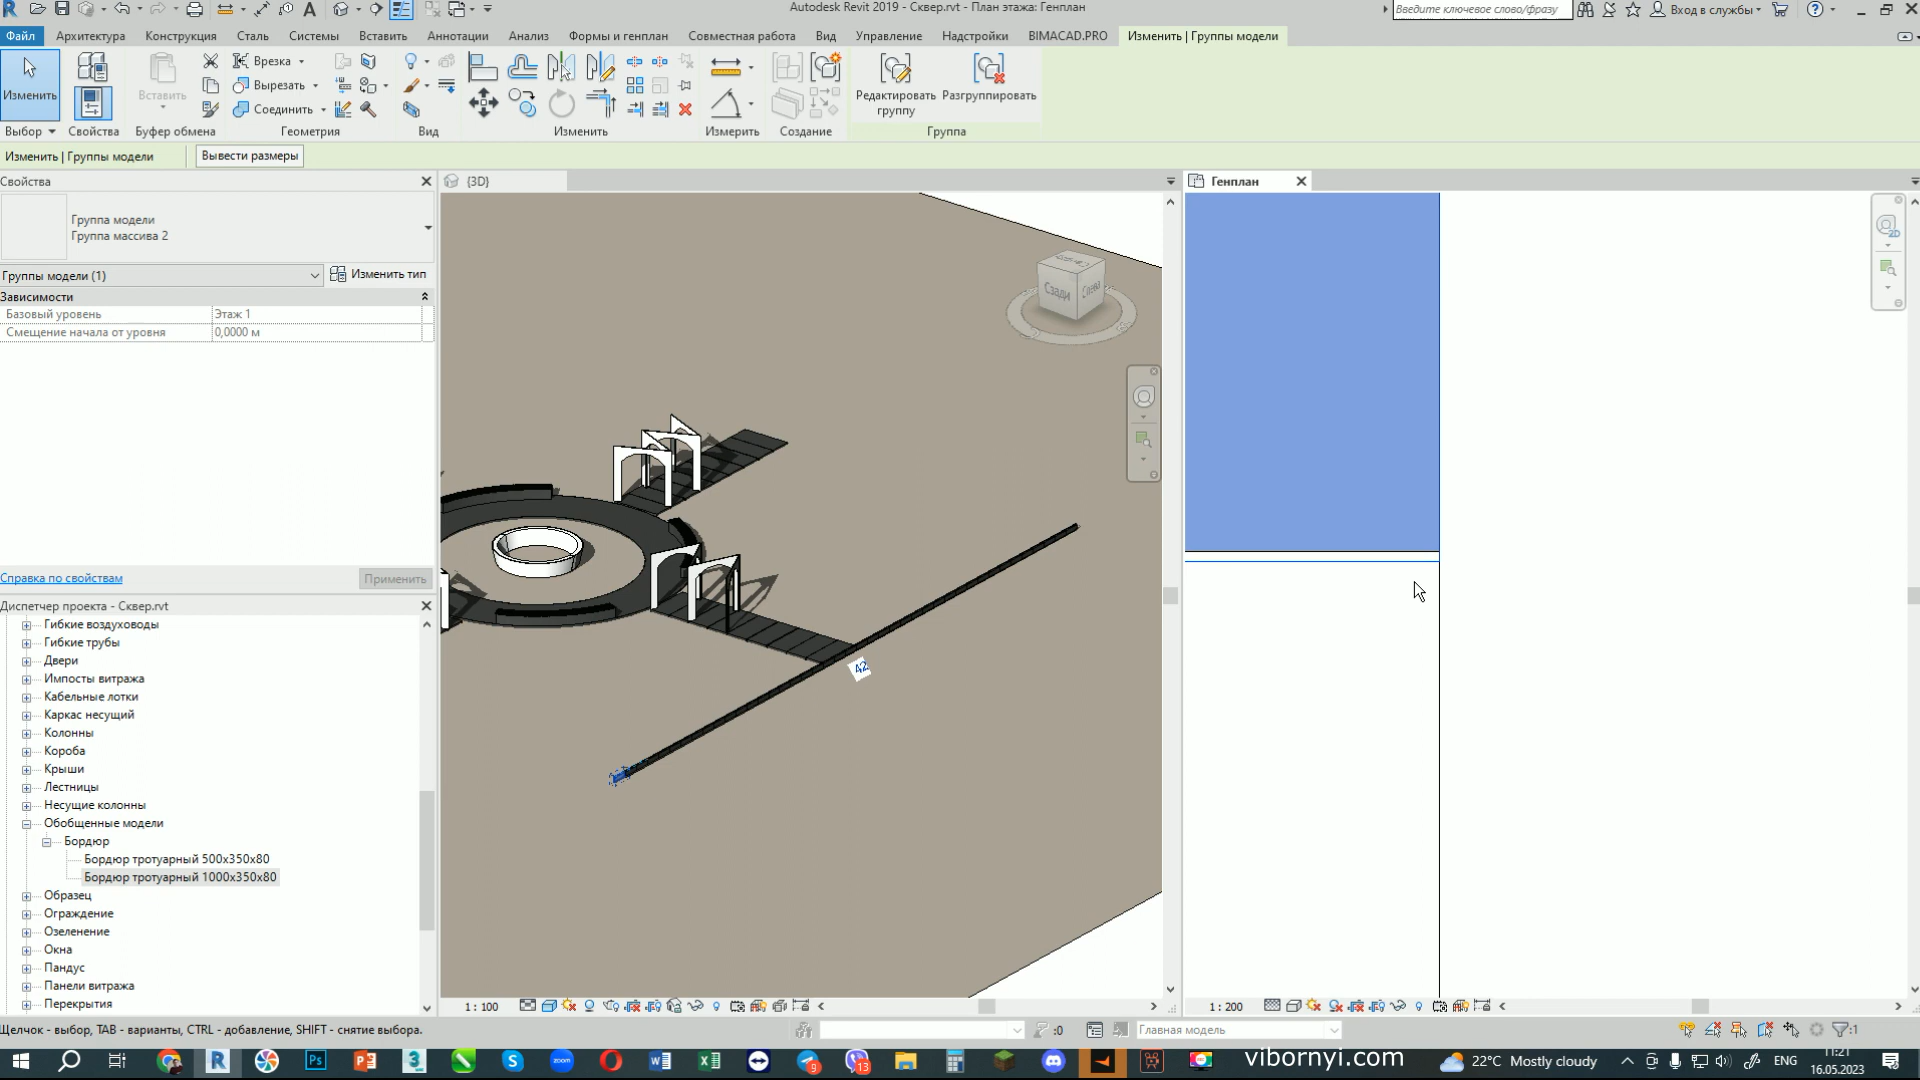 Autodesk Revit 2019 - Сквер.rvt - План этажа: Генплан
Введите ключевое слово/фразу
Вход в службы
Файл Архитектура Конструкция Сталь Системы Вставить Аннотации Анализ Формы и генплан Совместная работа Вид Управление Надстройки BIMACAD.PRO Изменить | Группы модели
Изменить
Вставить
Врезка
Вырезать
Соединить
Редактировать группу
Разгруппировать
Выбор Свойства Буфер обмена Геометрия Вид Изменить Измерить Создание Группа
Изменить | Группы модели Вывести размеры
Свойства
{3D}
Генплан
Группа модели
Группа массива 2
Группы модели (1)
Изменить тип
Зависимости
Базовый уровень Этаж 1
Смещение начала от уровня 0,0000 м
Сзади
Слева
42
Справка по свойствам Применить
Диспетчер проекта - Сквер.rvt
Гибкие воздуховоды
Гибкие трубы
Двери
Импосты витража
Кабельные лотки
Каркас несущий
Колонны
Короба
Крыши
Лестницы
Несущие колонны
Обобщенные модели
Бордюр
Бордюр тротуарный 500х350х80
Бордюр тротуарный 1000х350х80
Образец
Ограждение
Озеленение
Окна
Пандус
Панели витража
Перекрытия
1 : 100
1 : 200
Щелчок - выбор, TAB - варианты, CTRL - добавление, SHIFT - снятие выбора.
:0
Главная модель
:1
vibornyi.com
22°C Mostly cloudy
ENG
11:21
16.05.2023